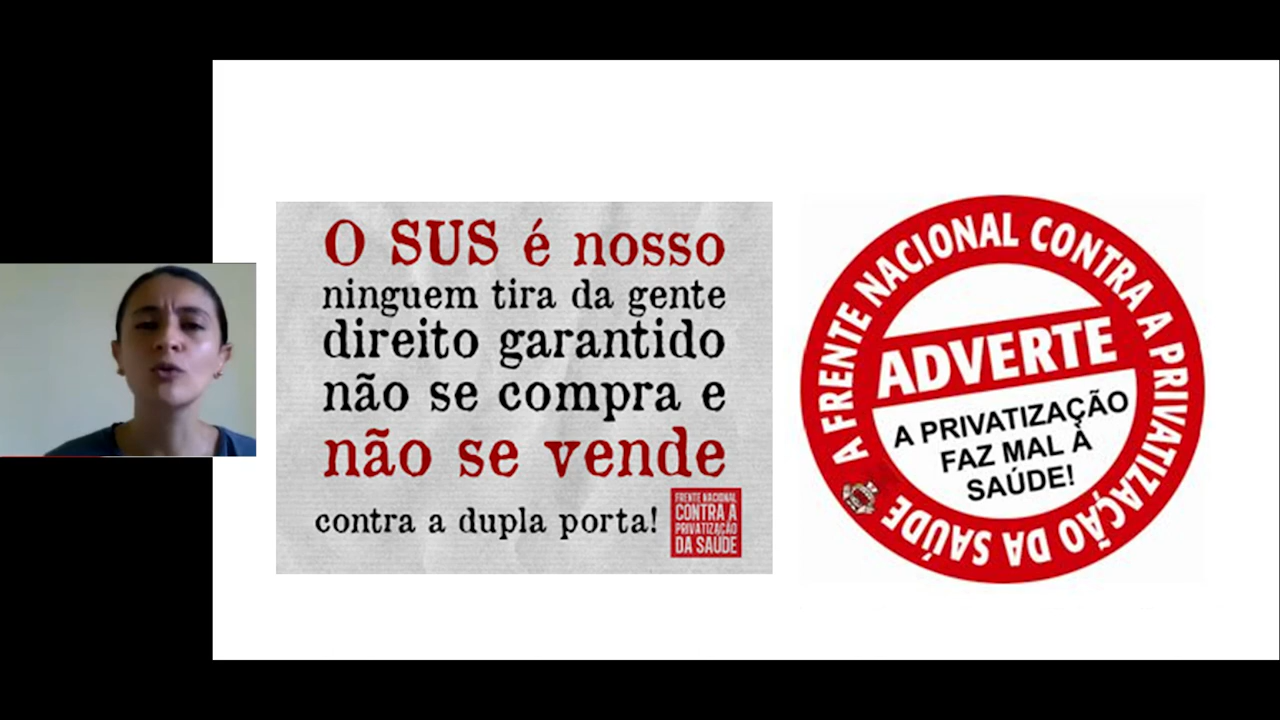 O SUS é nosso
ninguem tira da gente
direito garantido
não se compra e
não se vende
contra a dupla porta!
FRENTE NACIONAL
CONTRA A
PRIVATIZAÇÃO
DA SAÚDE
A FRENTE NACIONAL CONTRA A PRIVATIZAÇÃO DA SAÚDE
ADVERTE
A PRIVATIZAÇÃO
FAZ MAL À
SAÚDE!